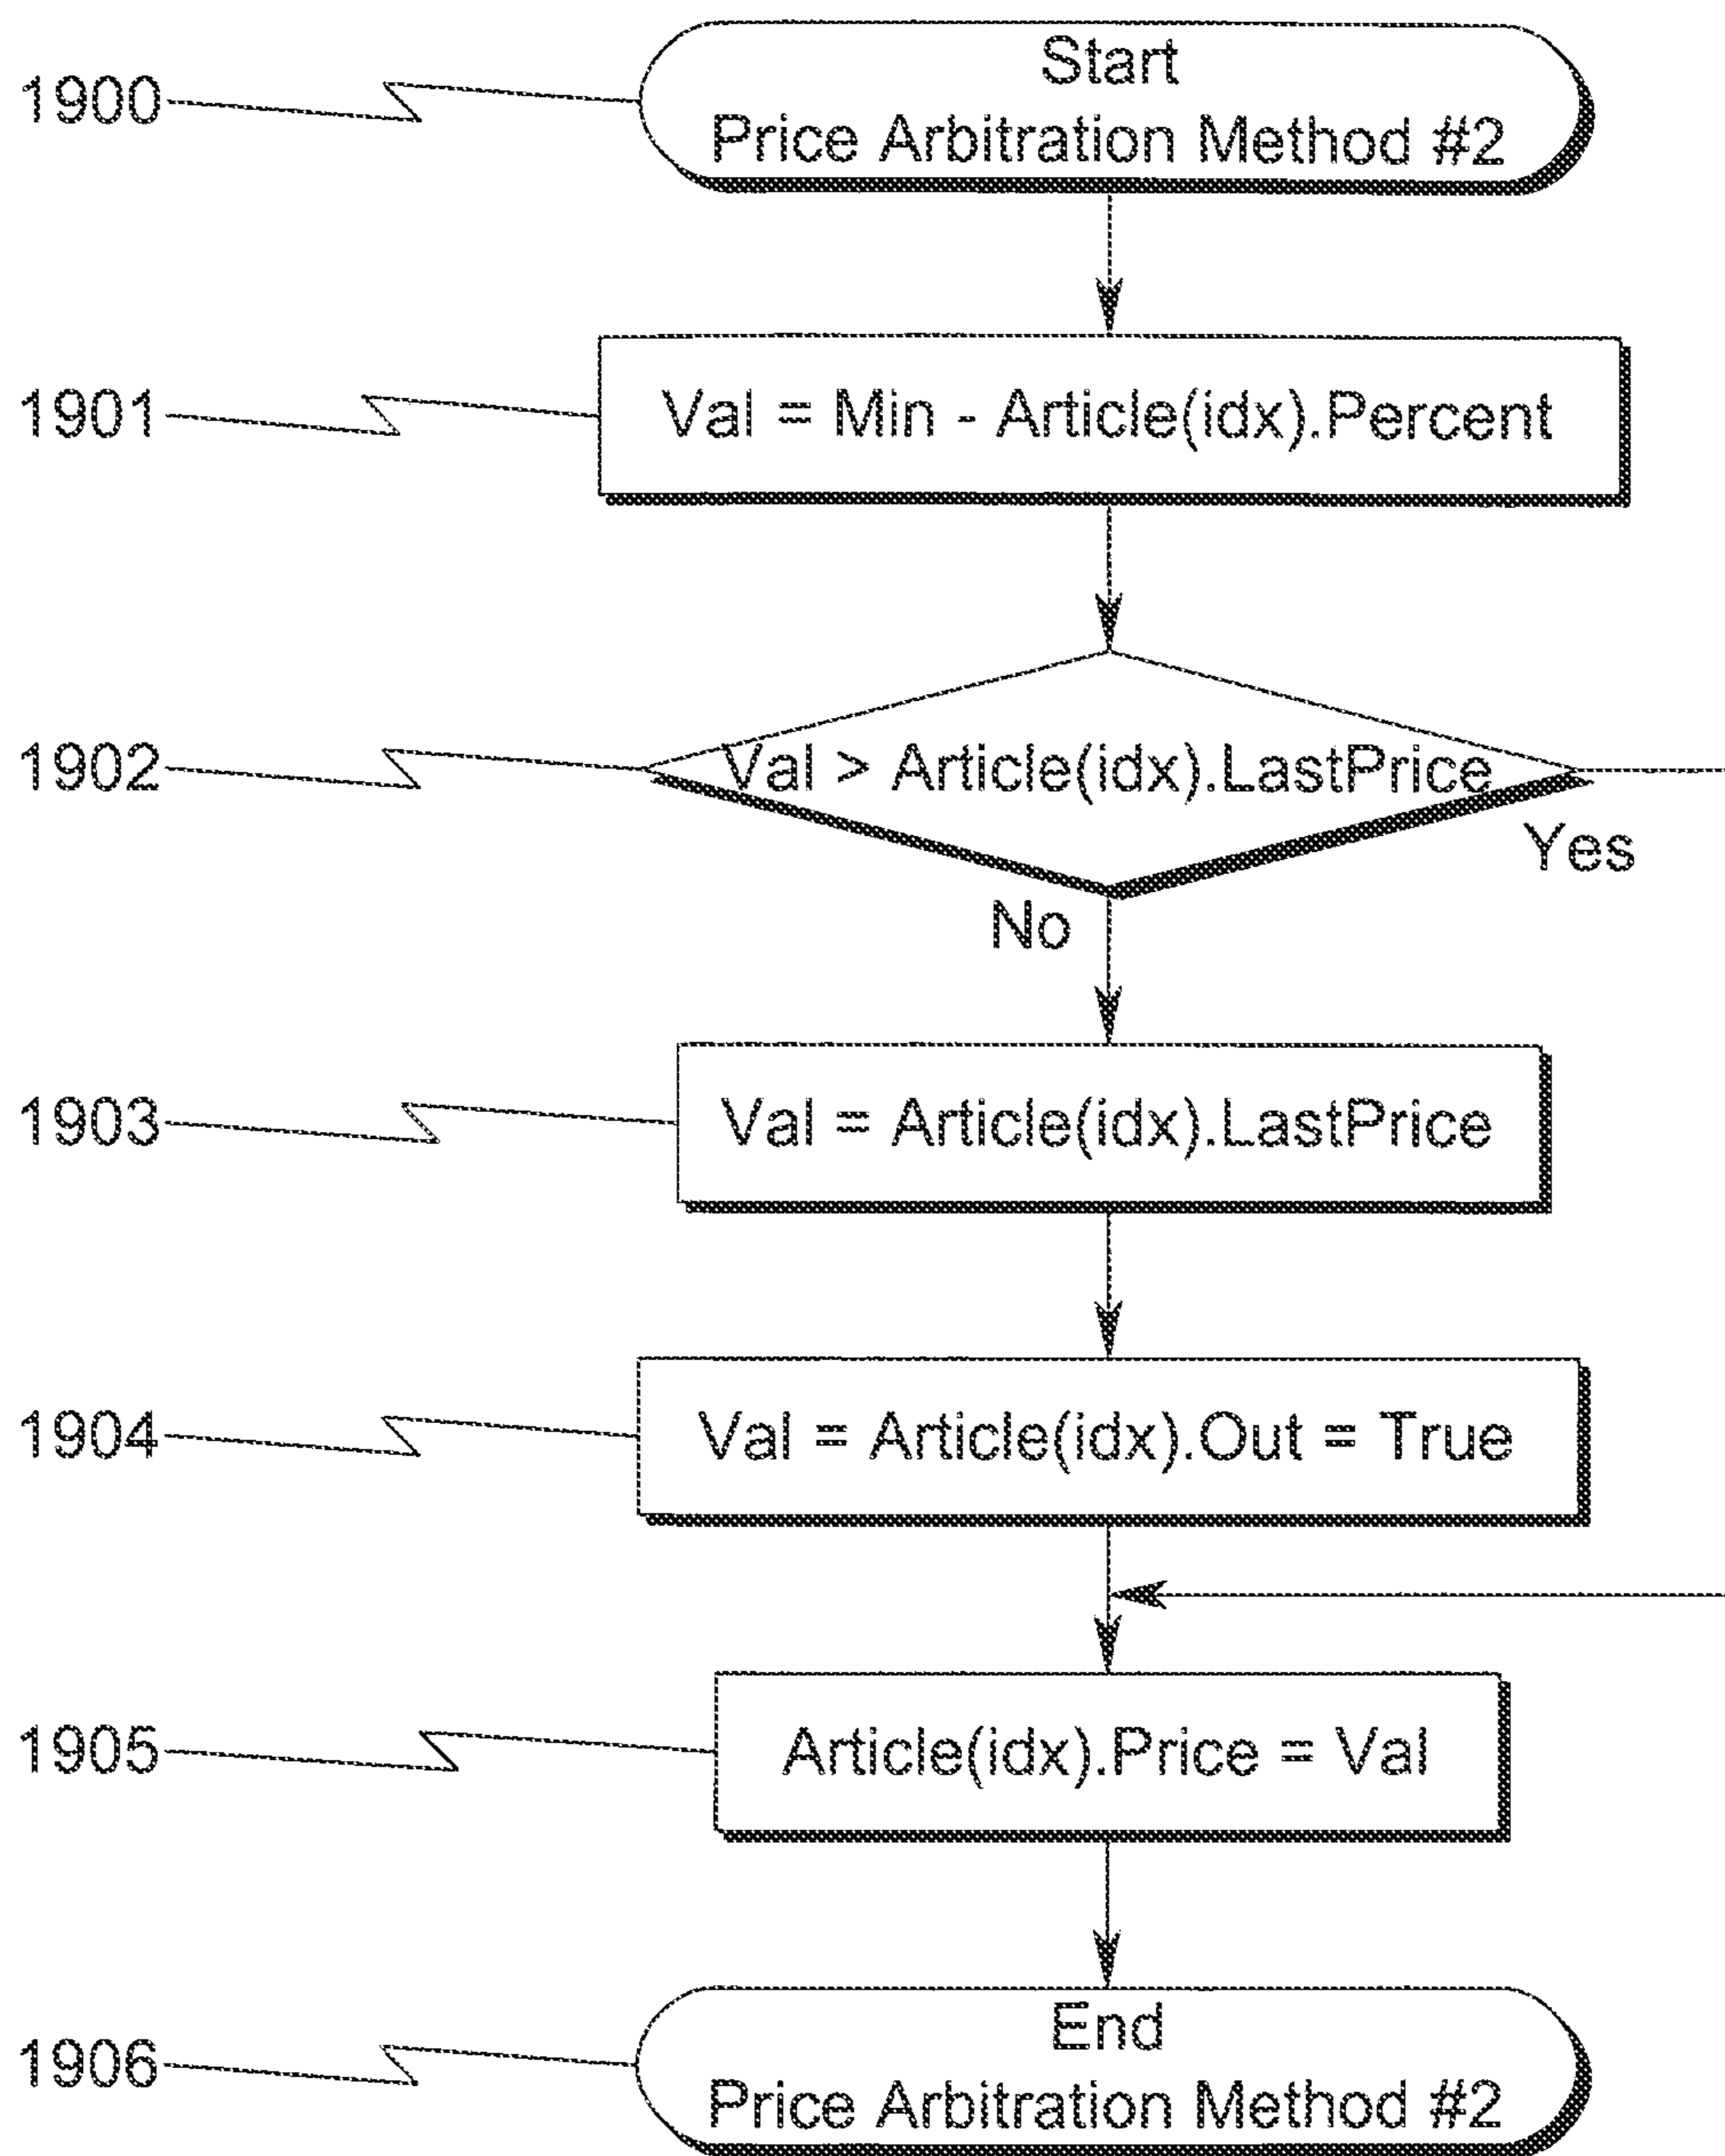 1900
Start
Price Arbitration Method #2
1901
Val = Min - Article(idx).Percent
1902
Val > Article(idx).LastPrice
Yes
No
1903
Val = Article(idx).LastPrice
1904
Val = Article(idx).Out = True
1905
Article(idx).Price = Val
1906
End
Price Arbitration Method #2